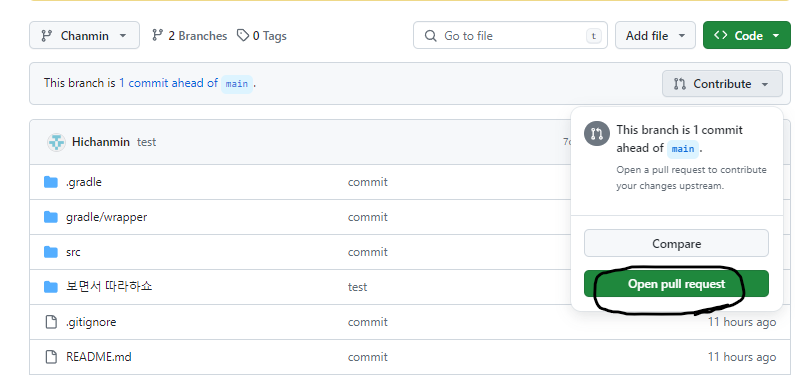 Chanmin 2 Branches 0 Tags Go to file t Add file Code
This branch is 1 commit ahead of main . Contribute
This branch is 1 commit
ahead of main .
Open a pull request to contribute
your changes upstream.
Compare
Open pull request
Hichanmin test
.gradle commit
gradle/wrapper commit
src commit
보면서 따라하쇼 test
.gitignore commit 11 hours ago
README.md commit 11 hours ago